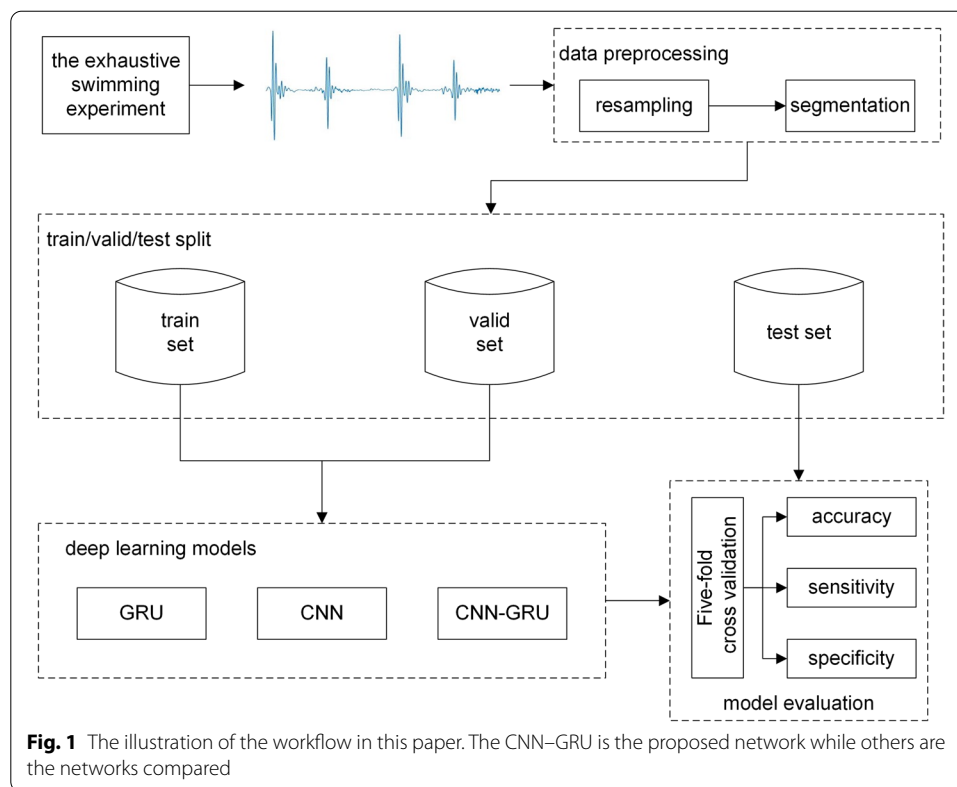 the exhaustive
swimming
experiment
data preprocessing
resampling
segmentation
train/valid/test split
train
set
valid
set
test set
deep learning models
GRU
CNN
CNN-GRU
Five-fold
cross validation
accuracy
sensitivity
specificity
model evaluation
Fig. 1 The illustration of the workflow in this paper. The CNN–GRU is the proposed network while others are
the networks compared